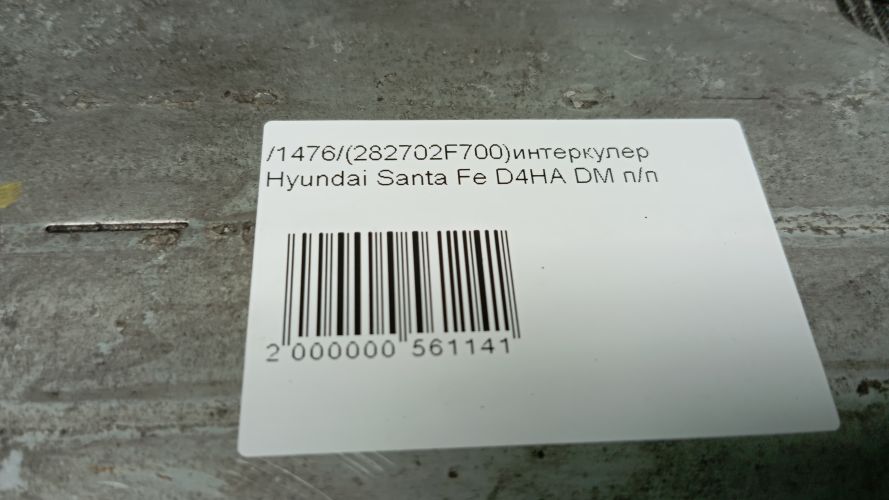 /1476/(282702F700)интеркулер
Hyundai Santa Fe D4HA DM п/п
2 000000 561141